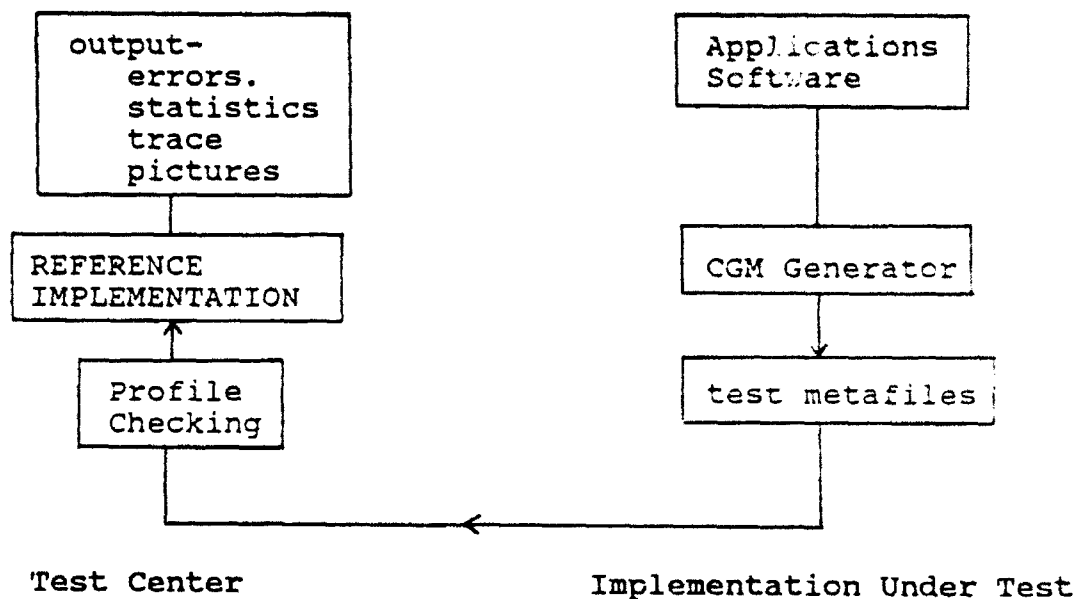 output-
errors.
statistics
trace
pictures
REFERENCE
IMPLEMENTATION
Profile
Checking
Applications
Software
CGM Generator
test metafiles
Test Center
Implementation Under Test